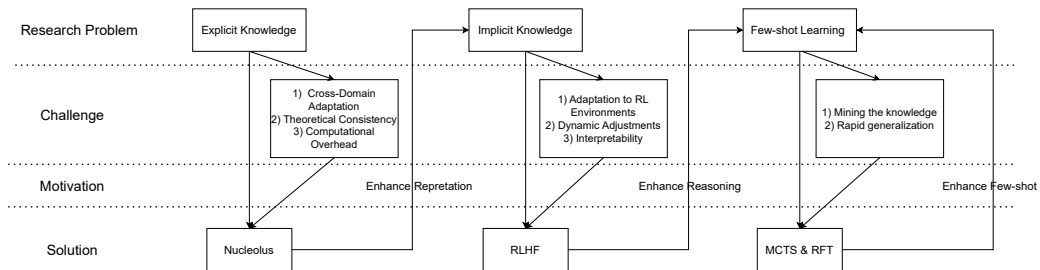 Research Problem
Explicit Knowledge
Implicit Knowledge
Few-shot Learning
Challenge
1) Cross-Domain
Adaptation
2) Theoretical Consistency
3) Computational
Overhead
1) Adaptation to RL
Environments
2) Dynamic Adjustments
3) Interpretability
1) Mining the knowledge
2) Rapid generalization
Motivation
Enhance Repretation
Enhance Reasoning
Enhance Few-shot
Solution
Nucleolus
RLHF
MCTS & RFT